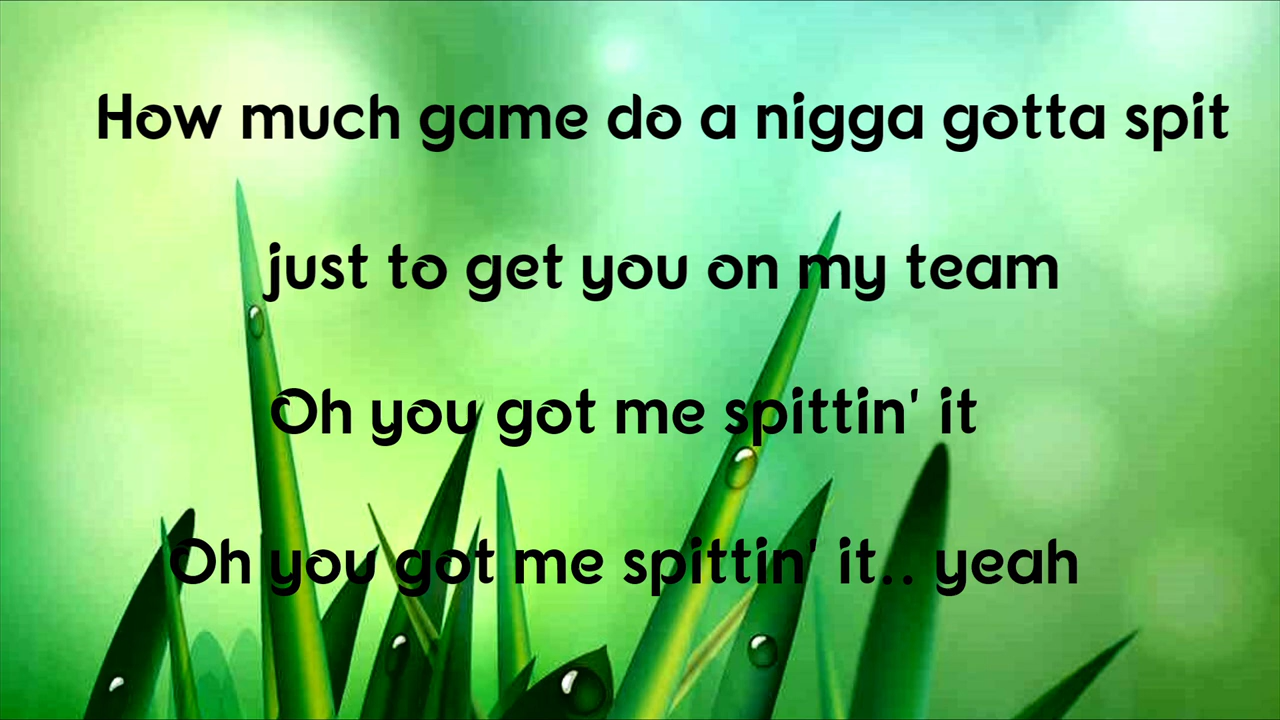 How much game do a nigga gotta spit
just to get you on my team
Oh you got me spittin' it
Oh you got me spittin' it.. yeah